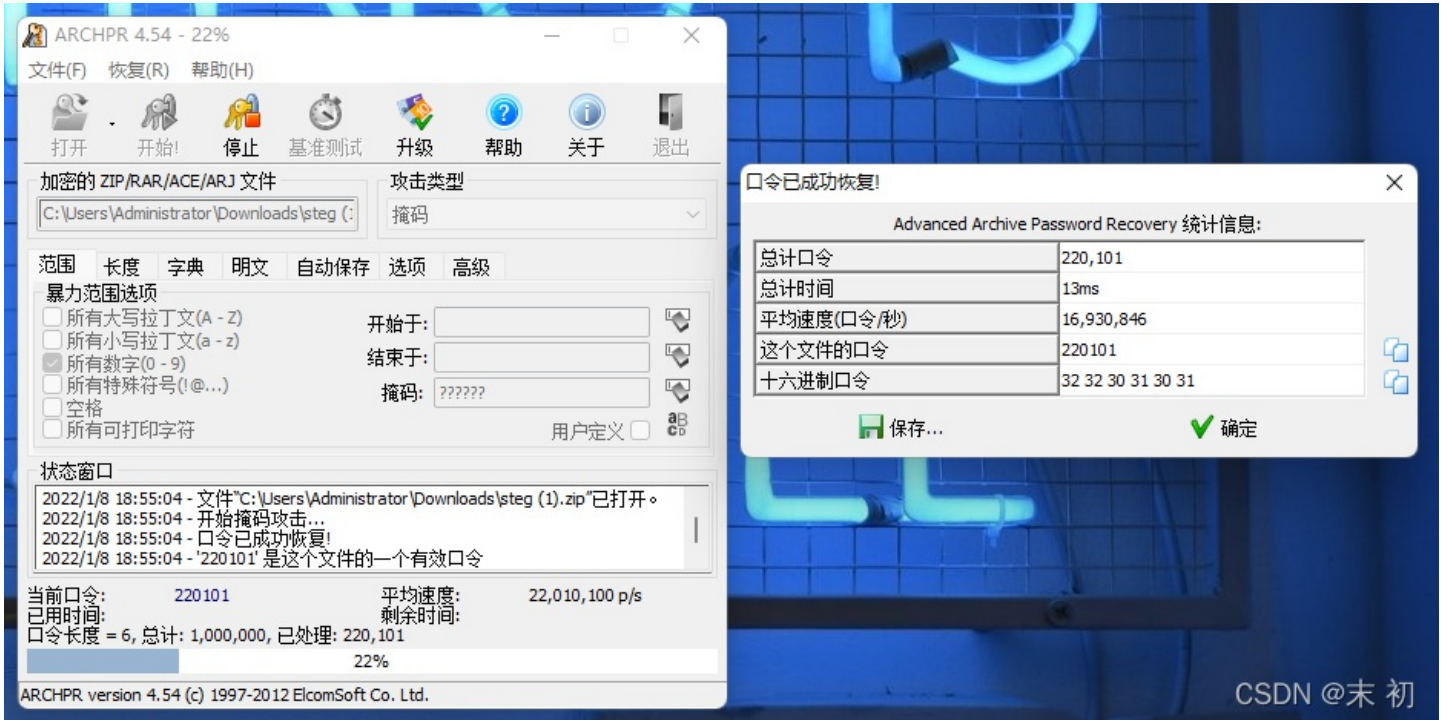 ARCHPR 4.54 - 22%
文件(F) 恢复(R) 帮助(H)
打开 开始! 停止 基准测试 升级 帮助 关于 退出
加密的 ZIP/RAR/ACE/ARJ 文件 攻击类型
C:\Users\Administrator\Downloads\steg (1 掩码
范围 长度 字典 明文 自动保存 选项 高级
暴力范围选项
所有大写拉丁文(A - Z)
所有小写拉丁文(a - z)
所有数字(0 - 9)
所有特殊符号(!@...)
空格
所有可打印字符
开始于:
结束于:
掩码: ??????
用户定义
状态窗口
2022/1/8 18:55:04 - 文件"C:\Users\Administrator\Downloads\steg (1).zip"已打开。
2022/1/8 18:55:04 - 开始掩码攻击...
2022/1/8 18:55:04 - 口令已成功恢复!
2022/1/8 18:55:04 - '220101' 是这个文件的一个有效口令
当前口令: 220101 平均速度: 22,010,100 p/s
已用时间: 剩余时间:
口令长度 = 6, 总计: 1,000,000, 已处理: 220,101
22%
ARCHPR version 4.54 (c) 1997-2012 ElcomSoft Co. Ltd.
口令已成功恢复!
Advanced Archive Password Recovery 统计信息:
总计口令 220,101
总计时间 13ms
平均速度(口令/秒) 16,930,846
这个文件的口令 220101
十六进制口令 32 32 30 31 30 31
保存... 确定
CSDN @末 初